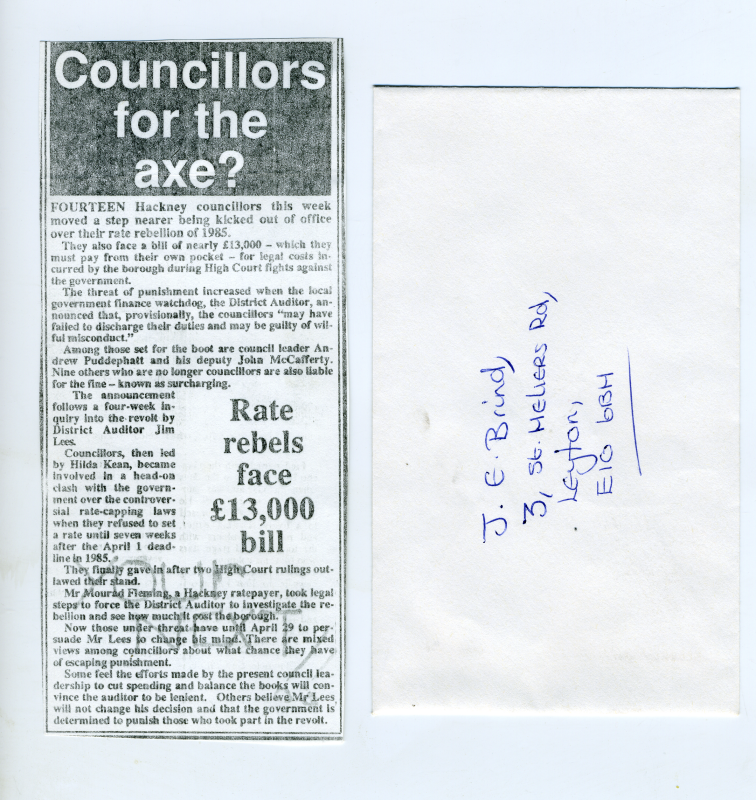 Councillors
for the
axe?
FOURTEEN Hackney councillors this week
moved a step nearer being kicked out of office
over their rate rebellion of 1985.
They also face a bill of nearly £13,000 – which they
must pay from their own pocket – for legal costs in-
curred by the borough during High Court fights against
the government.
The threat of punishment increased when the local
government finance watchdog, the District Auditor, an-
nounced that, provisionally, the councillors "may have
failed to discharge their duties and may be guilty of wil-
ful misconduct."
Among those set for the boot are council leader An-
drew Puddephatt and his deputy John McCafferty.
Nine others who are no longer councillors are also liable
for the fine – known as surcharging.
The announcement
follows a four-week in-
quiry into the revolt by
District Auditor Jim
Lees.
Councillors, then led
by Hilda Kean, became
involved in a head-on
clash with the govern-
ment over the controver-
sial rate-capping laws
when they refused to set
a rate until seven weeks
after the April 1 dead-
line in 1985.
Rate
rebels
face
£13,000
bill
They finally gave in after two High Court rulings out-
lawed their stand.
Mr Mourad Fleming, a Hackney ratepayer, took legal
steps to force the District Auditor to investigate the re-
bellion and see how much it cost the borough.
Now those under threat have until April 29 to per-
suade Mr Lees to change his mind. There are mixed
views among councillors about what chance they have
of escaping punishment.
Some feel the efforts made by the present council lea-
dership to cut spending and balance the books will con-
vince the auditor to be lenient. Others believe Mr Lees
will not change his decision and that the government is
determined to punish those who took part in the revolt.
J. E. Brind,
3, St. HELIERS Rd,
Leyton,
E10 6BH